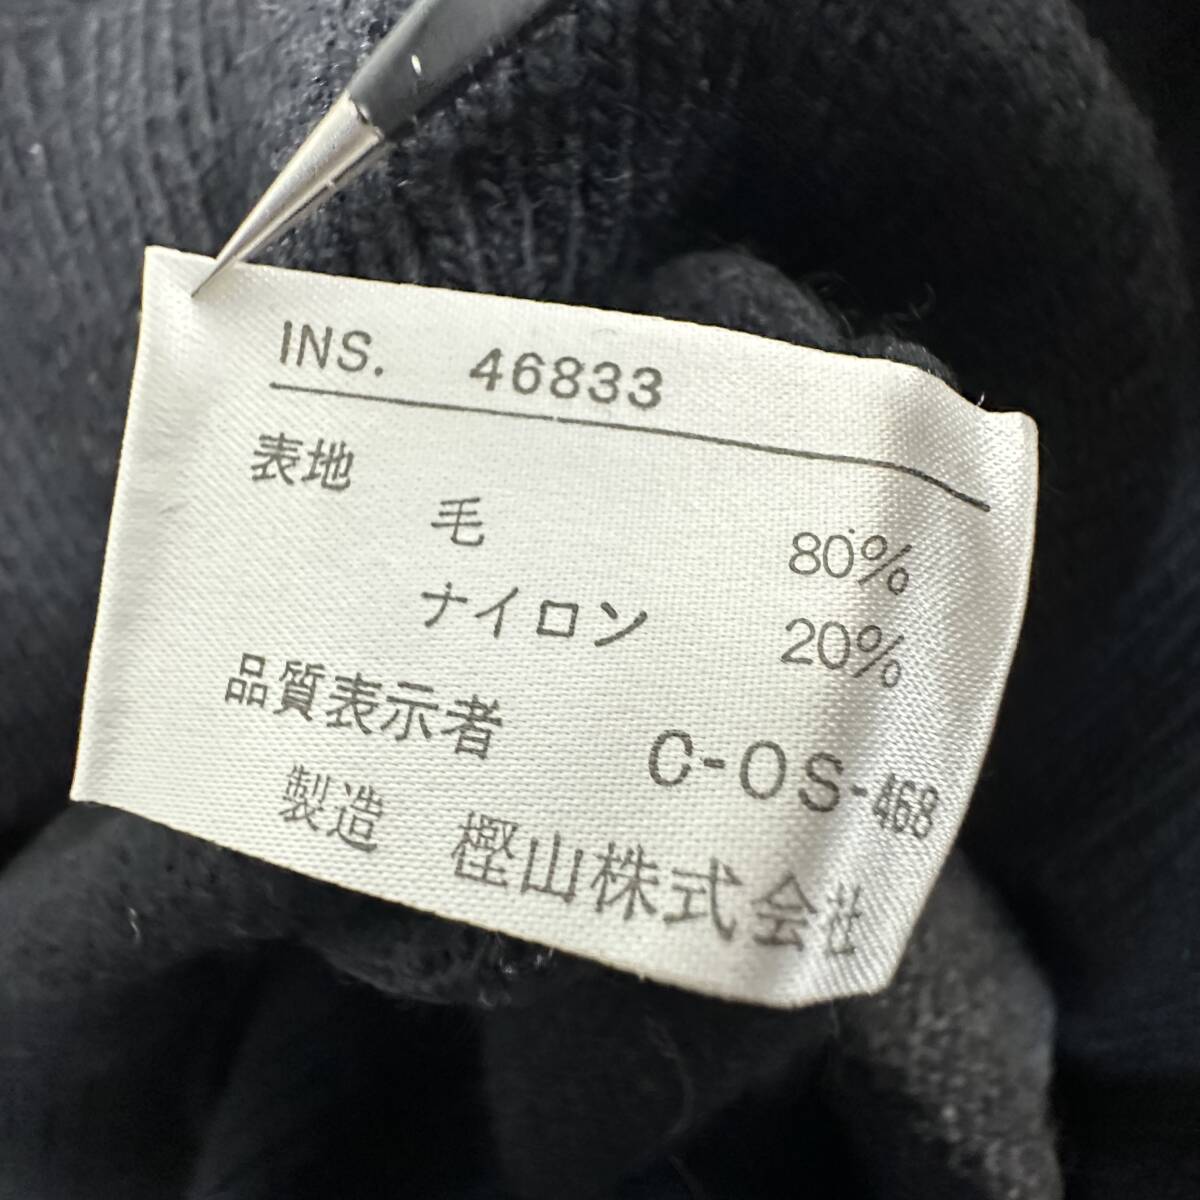 INS. 46833
表地
毛 80%
ナイロン 20%
品質表示者 C-OS-468
製造 樫山株式会社